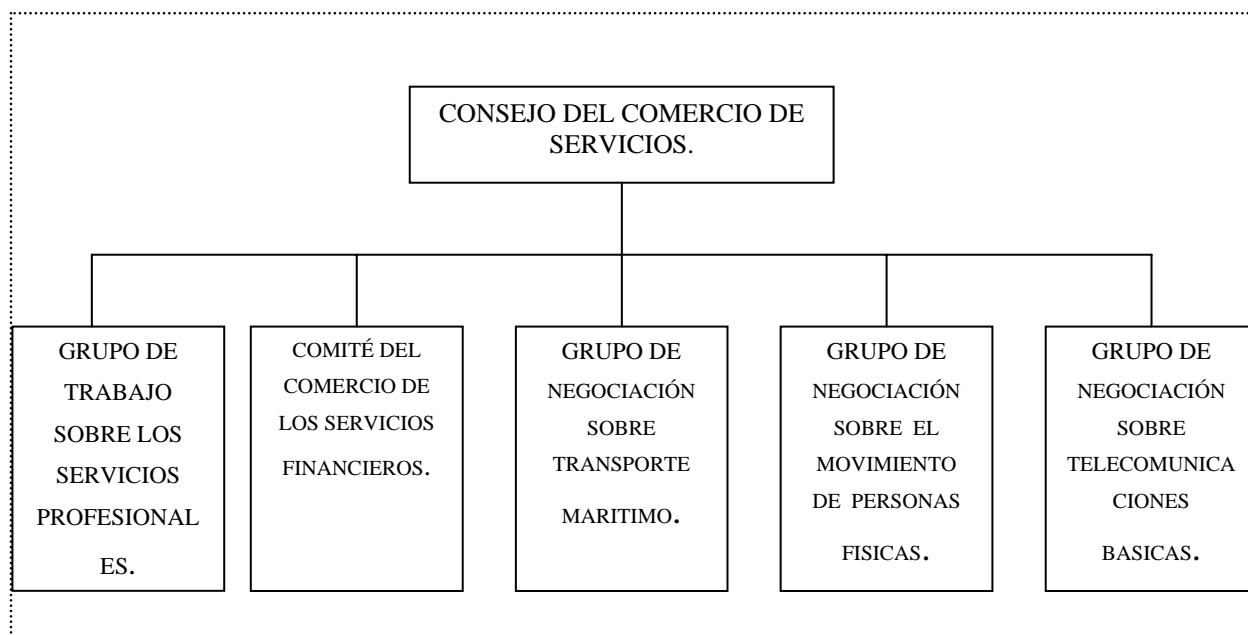 CONSEJO DEL COMERCIO DE
SERVICIOS.
GRUPO DE
TRABAJO
SOBRE LOS
SERVICIOS
PROFESIONAL
ES.
COMITÉ DEL
COMERCIO DE
LOS SERVICIOS
FINANCIEROS.
GRUPO DE
NEGOCIACIÓN
SOBRE
TRANSPORTE
MARITIMO.
GRUPO DE
NEGOCIACIÓN
SOBRE EL
MOVIMIENTO
DE PERSONAS
FISICAS.
GRUPO DE
NEGOCIACIÓN
SOBRE
TELECOMUNICA
CIONES
BASICAS.